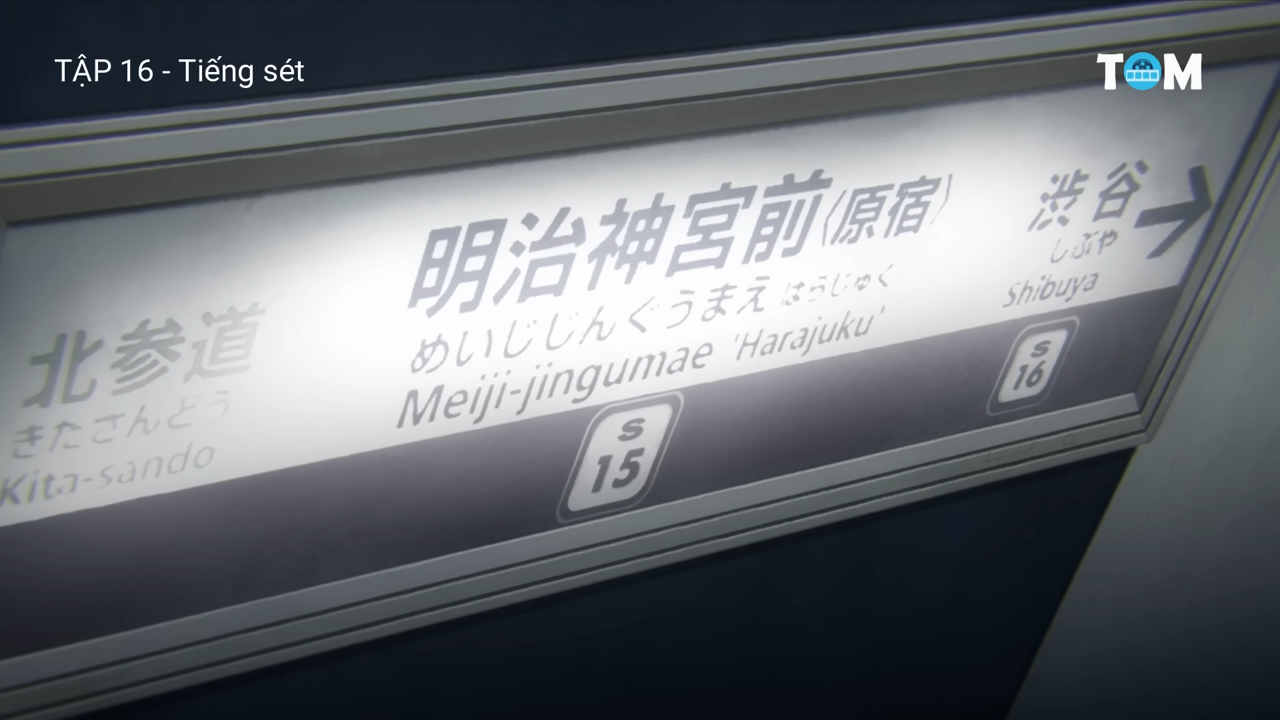 TẬP 16 - Tiếng sét
TOM
北参道
きたさんどう
Kita-sando
明治神宮前〈原宿〉
めいじじんぐうまえ はらじゅく
Meiji-jingumae 'Harajuku'
S
15
渋谷
しぶや
Shibuya
S
16